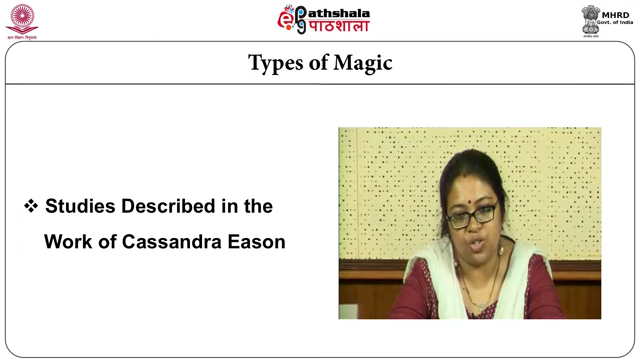 ePathshala
पाठशाला
MHRD
Govt. of India
Types of Magic
❖ Studies Described in the
Work of Cassandra Eason